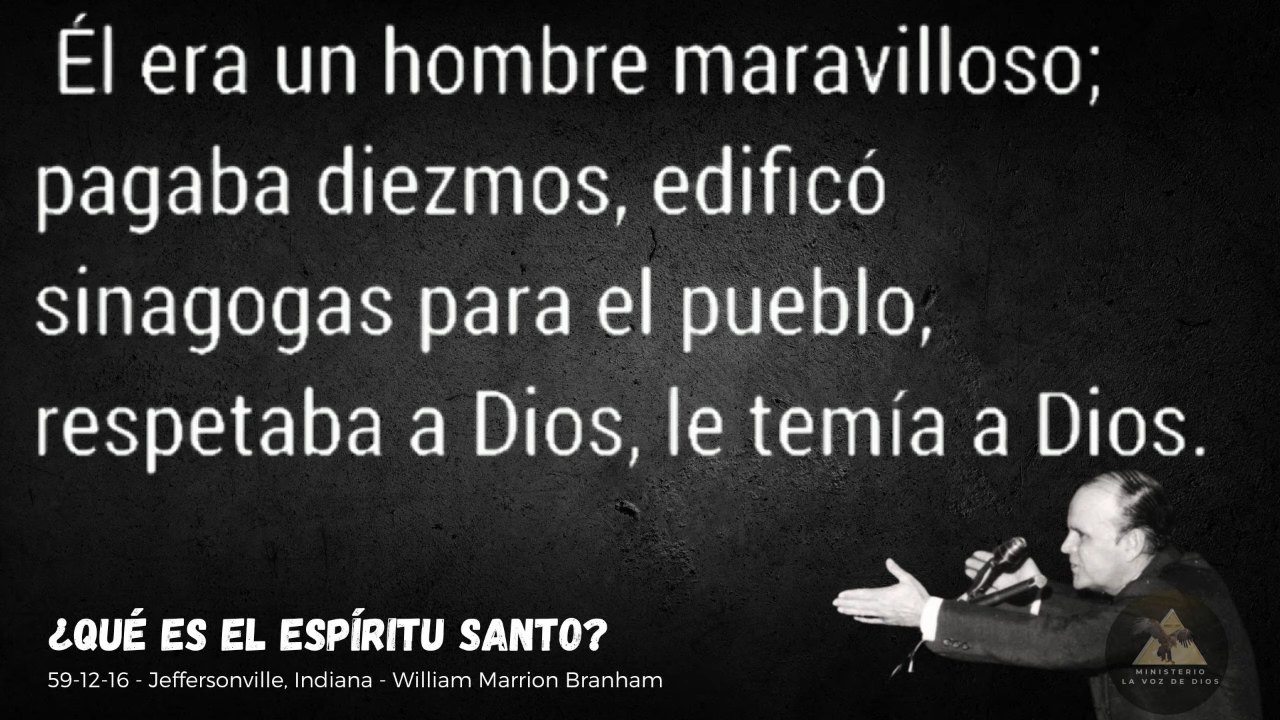 Él era un hombre maravilloso;
pagaba diezmos, edificó
sinagogas para el pueblo,
respetaba a Dios, le temía a Dios.
¿QUÉ ES EL ESPÍRITU SANTO?
59-12-16 - Jeffersonville, Indiana - William Marrion Branham
MINISTERIO
LA VOZ DE DIOS